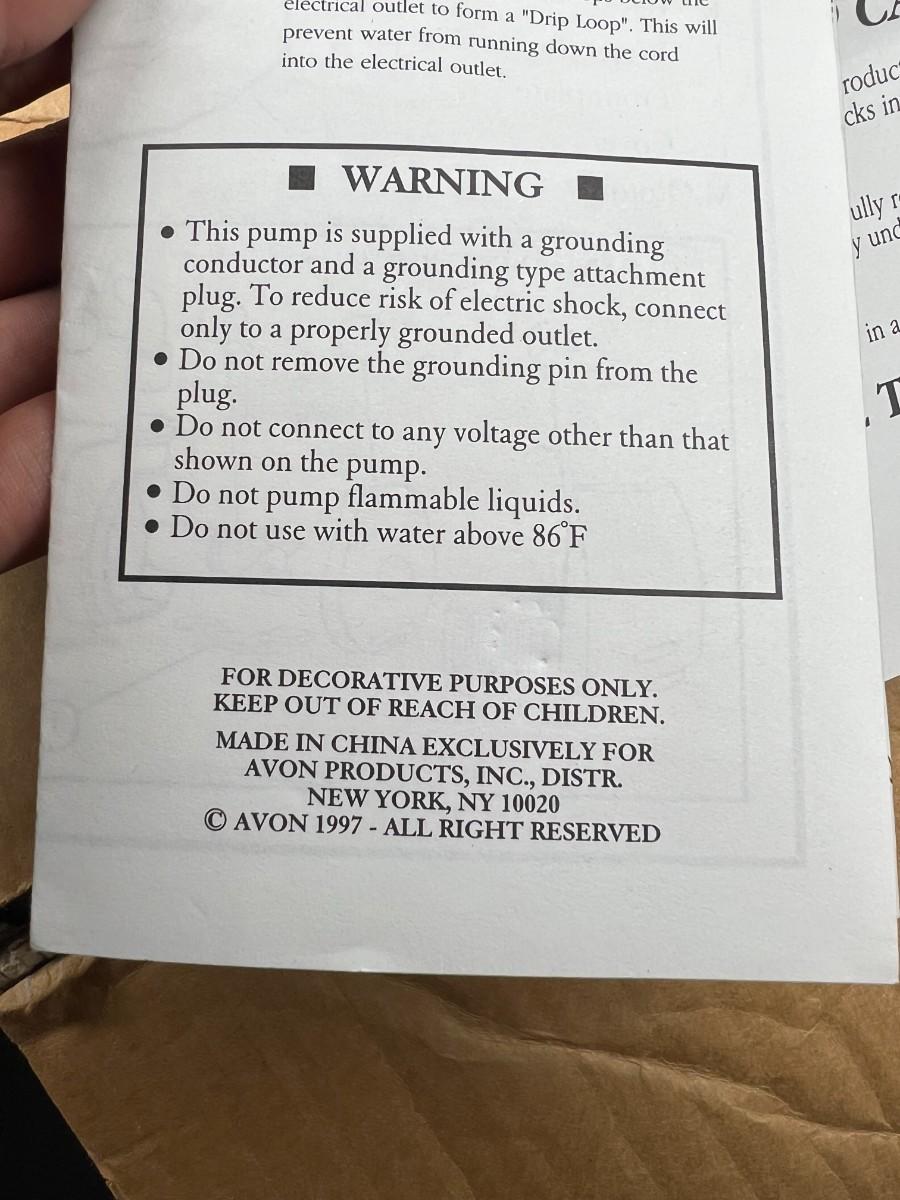 electrical outlet to form a "Drip Loop". This will
prevent water from running down the cord
into the electrical outlet.
■ WARNING ■
• This pump is supplied with a grounding
conductor and a grounding type attachment
plug. To reduce risk of electric shock, connect
only to a properly grounded outlet.
• Do not remove the grounding pin from the
plug.
• Do not connect to any voltage other than that
shown on the pump.
• Do not pump flammable liquids.
• Do not use with water above 86°F
FOR DECORATIVE PURPOSES ONLY.
KEEP OUT OF REACH OF CHILDREN.
MADE IN CHINA EXCLUSIVELY FOR
AVON PRODUCTS, INC., DISTR.
NEW YORK, NY 10020
© AVON 1997 - ALL RIGHT RESERVED
in